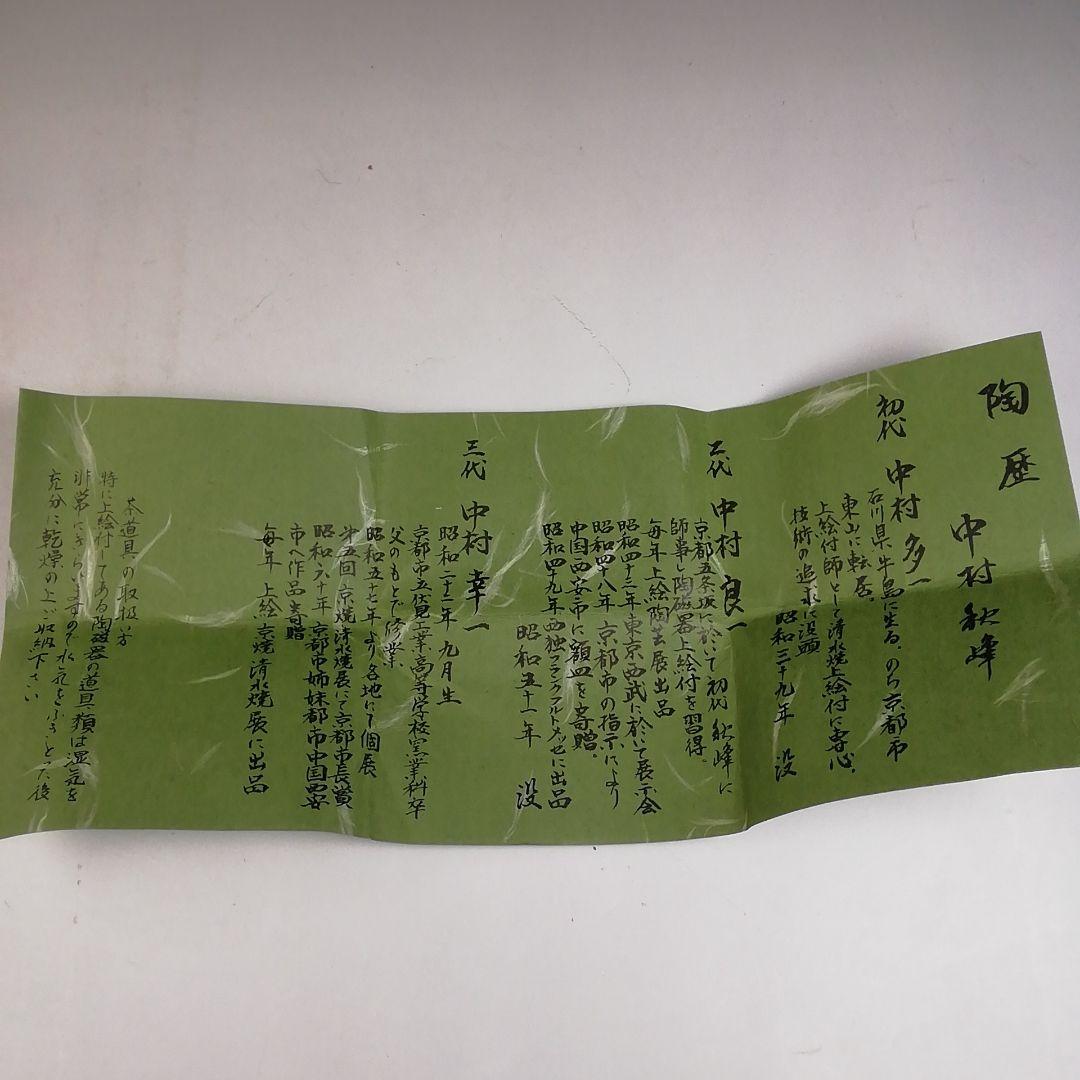 陶歴
中村秋峰
初代 中村多一
石川県牛島に生る。のち京都市
東山に転居。
上絵付師として清水焼上絵付に専心。
技術の追求に没頭
昭和三十九年 没
二代 中村良一
京都五条坂に於いて初代秋峰に
師事し陶磁器上絵付を習得。
毎年上絵陶芸展出品
昭和四十三年東京西武に於いて展示会
昭和四十八年京都市の指示により
中国西安市に額皿を寄贈。
昭和四十九年西独フランクフルトメッセに出品
昭和五十一年 没
三代 中村幸一
昭和二十二年九月生
京都市立伏見工業高等学校窯業科卒
父のもとで修業
昭和五十七年より各地にて個展
第五回京焼清水焼展にて京都市長賞
昭和六十年京都市姉妹都市中国西安
市へ作品寄贈
毎年 上絵京焼清水焼展に出品
茶道具の取扱い方
特に上絵付してある陶磁器の道具類は湿気を
非常にきらいますので水気をふきとった後
充分に乾燥の上ご収納下さい